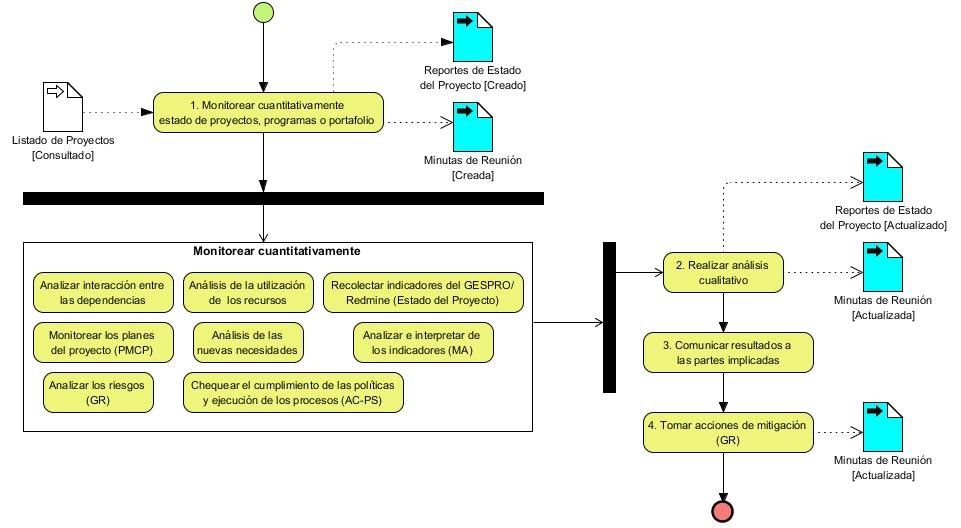 Reportes de Estado
del Proyecto [Creado]
1. Monitorear cuantitativamente
estado de proyectos, programas o portafolio
Listado de Proyectos
[Consultado]
Minutas de Reunión
[Creada]
Monitorear cuantitativamente
Analizar interacción entre
las dependencias
Análisis de la utilización
de los recursos
Recolectar indicadores del GESPRO/
Redmine (Estado del Proyecto)
Monitorear los planes
del proyecto (PMCP)
Análisis de las
nuevas necesidades
Analizar e interpretar de
los indicadores (MA)
Analizar los riesgos
(GR)
Chequear el cumplimiento de las políticas
y ejecución de los procesos (AC-PS)
Reportes de Estado
del Proyecto [Actualizado]
2. Realizar análisis
cualitativo
Minutas de Reunión
[Actualizada]
3. Comunicar resultados a
las partes implicadas
4. Tomar acciones de mitigación
(GR)
Minutas de Reunión
[Actualizada]